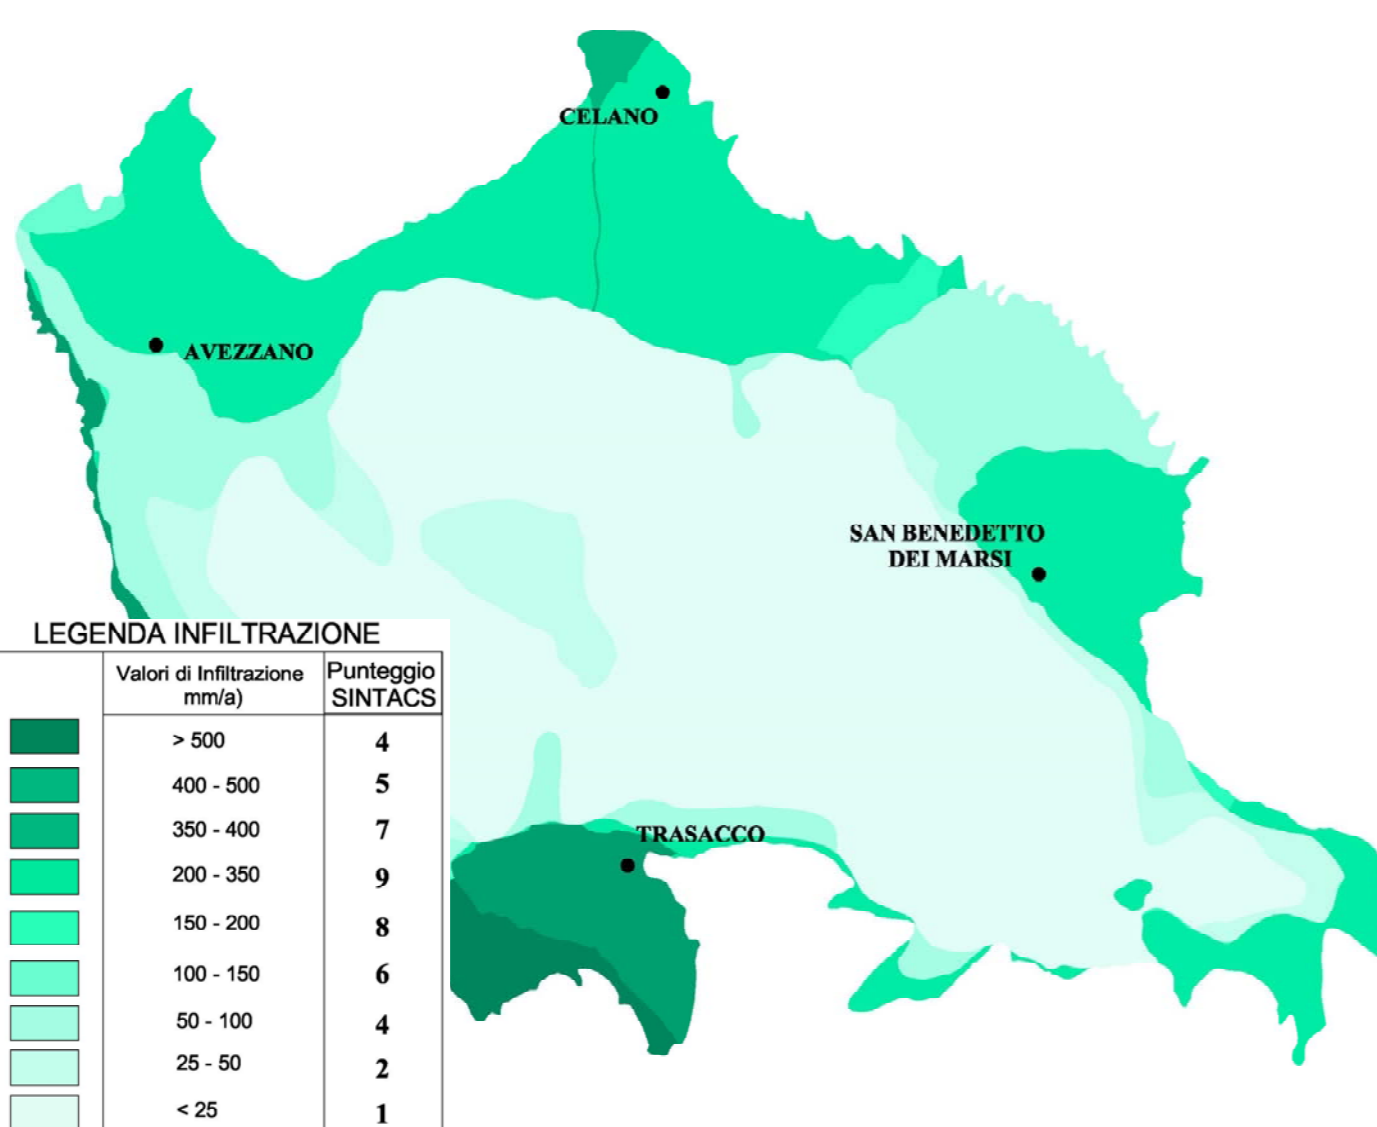 CELANO
AVEZZANO
SAN BENEDETTO
DEI MARSI
TRASACCO
LEGENDA INFILTRAZIONE
Valori di Infiltrazione
mm/a)
Punteggio
SINTACS
> 500 4
400 - 500 5
350 - 400 7
200 - 350 9
150 - 200 8
100 - 150 6
50 - 100 4
25 - 50 2
< 25 1